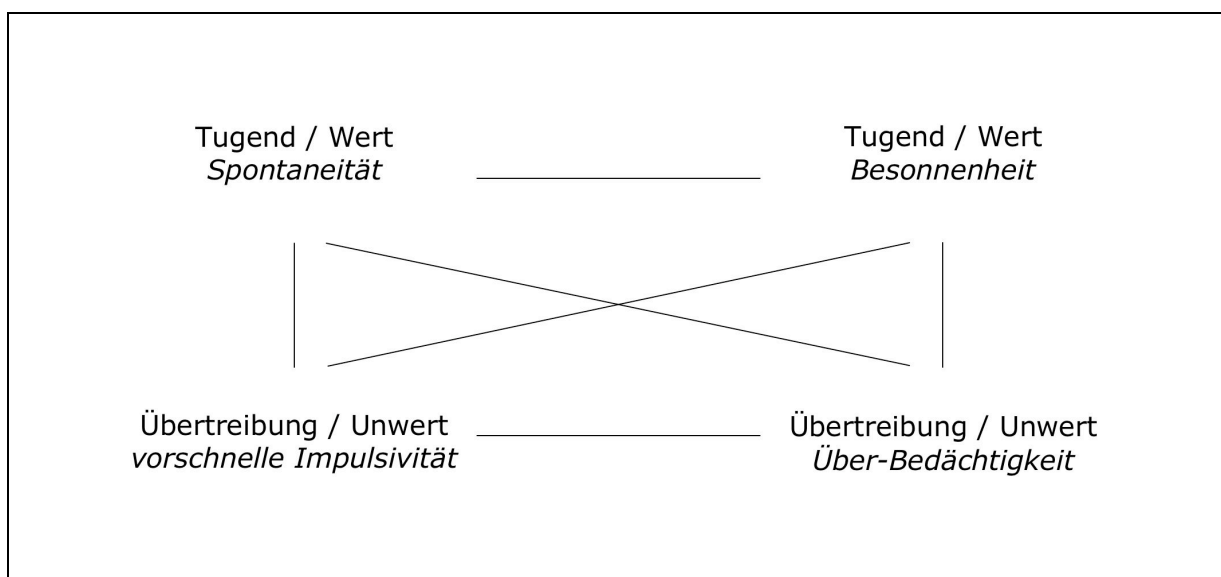 Tugend / Wert
Spontaneität
Tugend / Wert
Besonnenheit
Übertreibung / Unwert
vorschnelle Impulsivität
Übertreibung / Unwert
Über-Bedächtigkeit